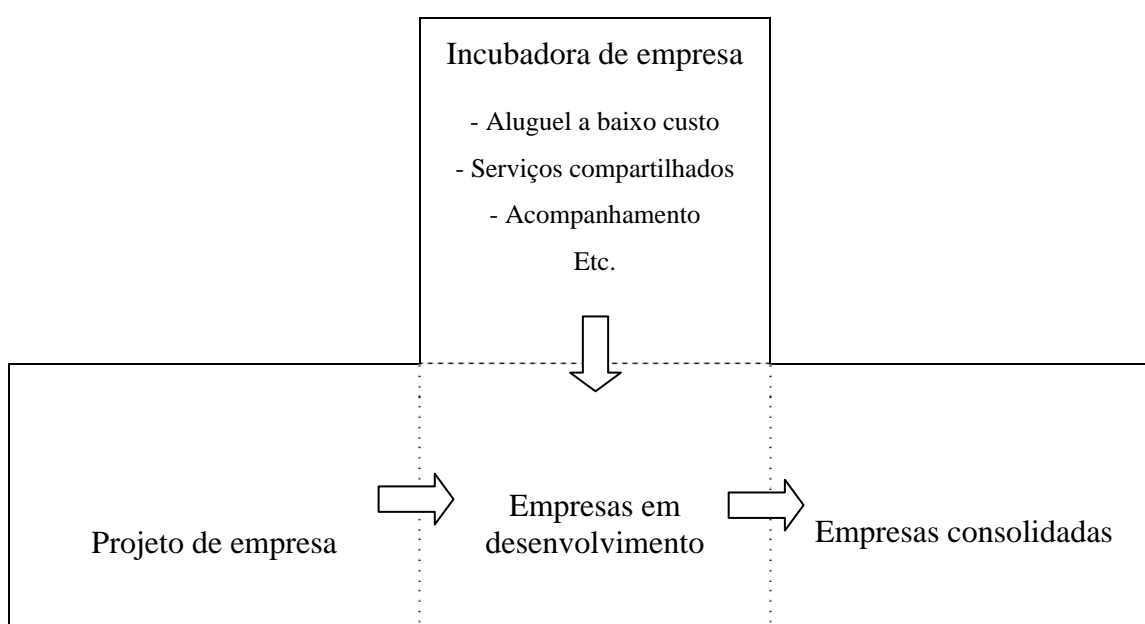 Incubadora de empresa
- Aluguel a baixo custo
- Serviços compartilhados
- Acompanhamento
Etc.
Projeto de empresa
Empresas em
desenvolvimento
Empresas consolidadas